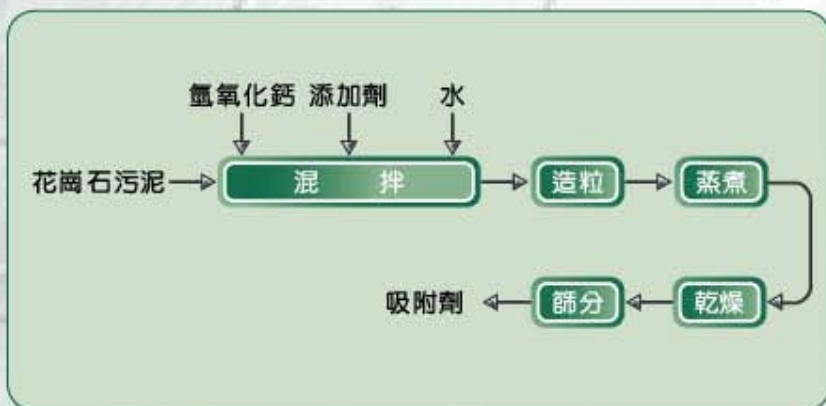 氫氧化鈣 添加劑 水
花崗石污泥
混 拌
造粒
蒸煮
吸附劑
篩分
乾燥